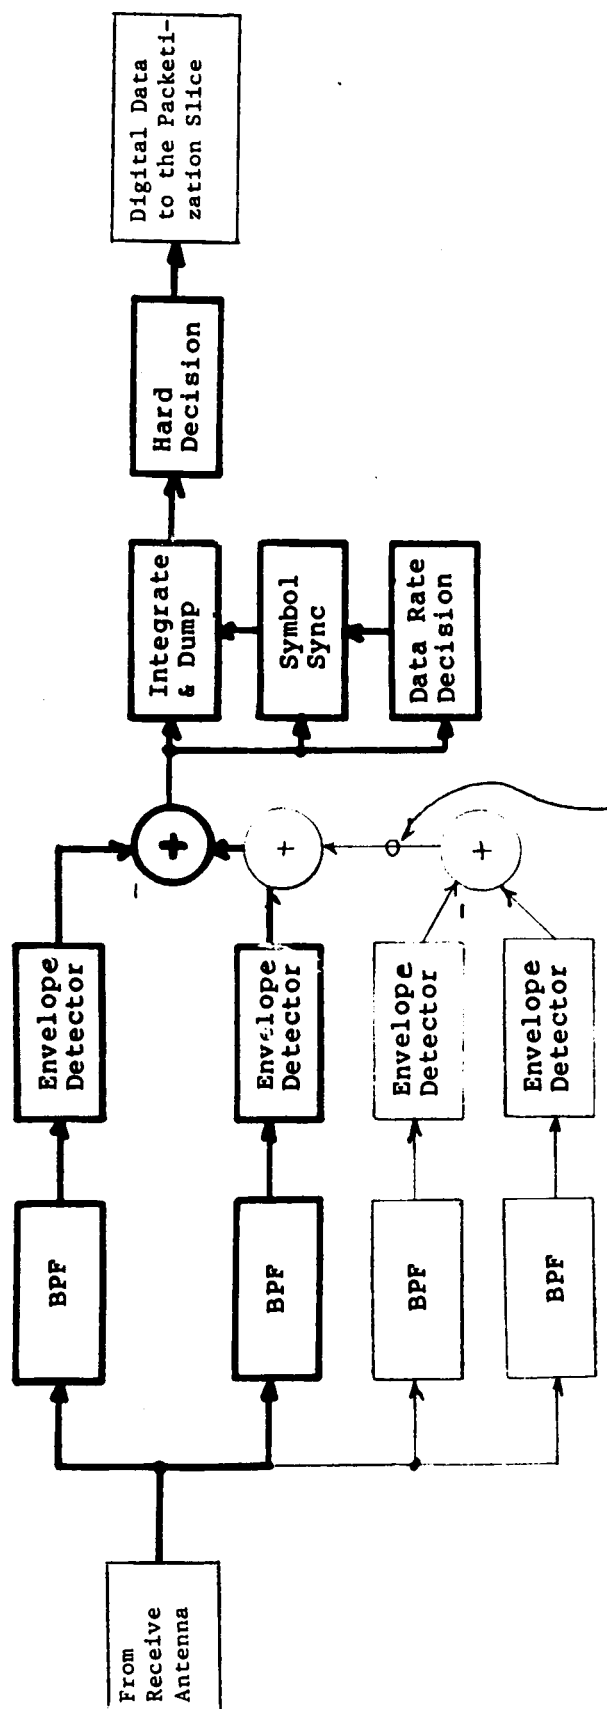 From
Receive
Antenna
BPF
Envelope
Detector
-
+
BPF
Envelope
Detector
+
BPF
Envelope
Detector
-
+
BPF
Envelope
Detector
Integrate
& Dump
Symbol
Sync
Data Rate
Decision
Hard
Decision
Digital Data
to the Packeti-
zation Slice